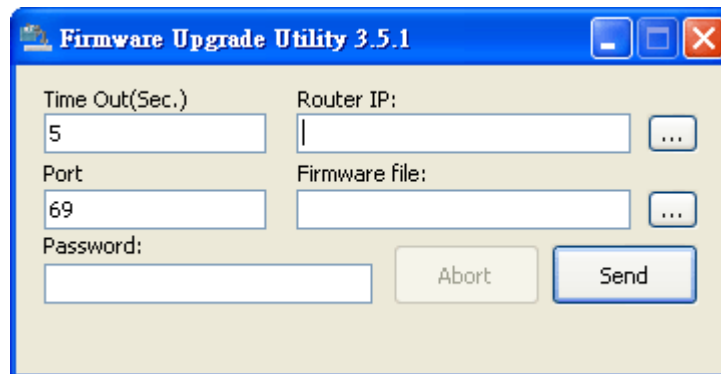 Firmware Upgrade Utility 3.5.1
Time Out(Sec.) Router IP:
5 ...
Port Firmware file:
69 ...
Password:
Abort Send